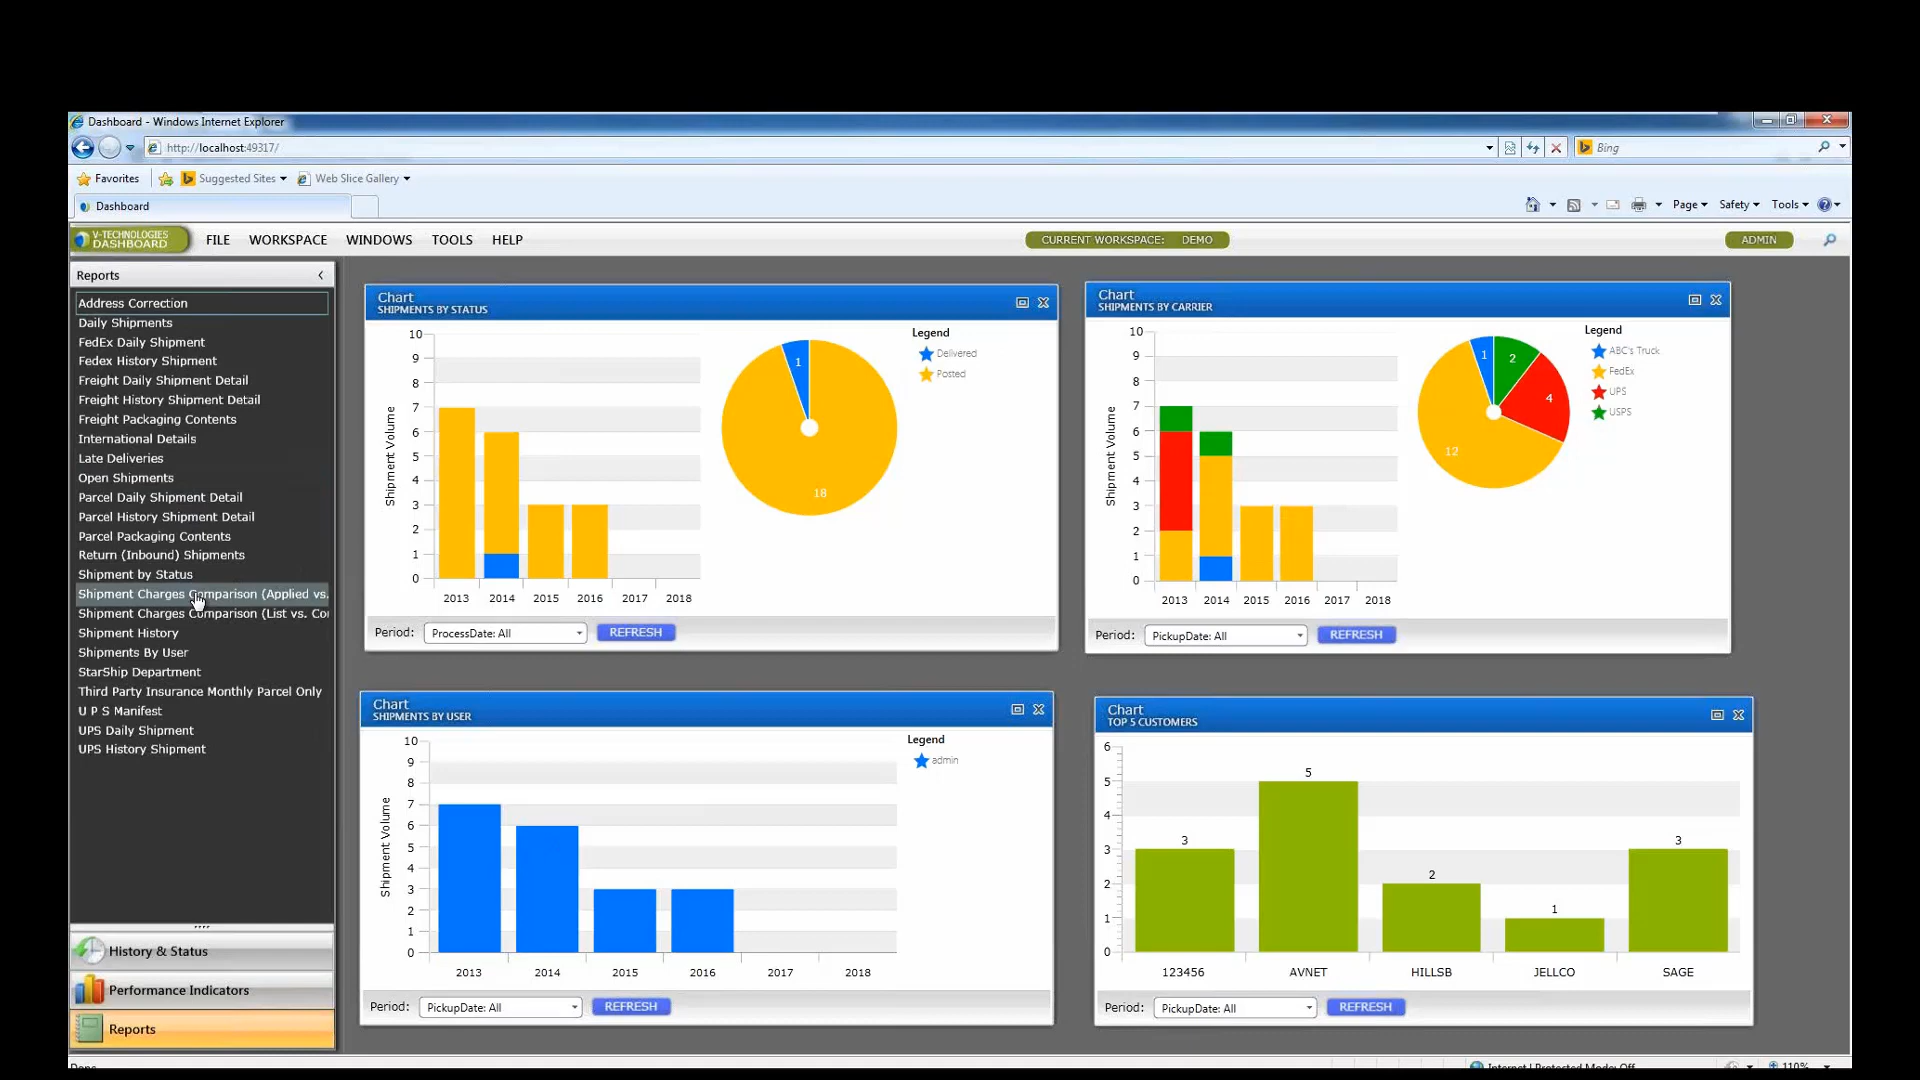 Dashboard - Windows Internet Explorer
http://localhost:49317/
Bing
Favorites
Suggested Sites
Web Slice Gallery
Dashboard
Page
Safety
Tools
V-TECHNOLOGIES
DASHBOARD
FILE
WORKSPACE
WINDOWS
TOOLS
HELP
CURRENT WORKSPACE: DEMO
ADMIN
Reports
Address Correction
Daily Shipments
FedEx Daily Shipment
Fedex History Shipment
Freight Daily Shipment Detail
Freight History Shipment Detail
Freight Packaging Contents
International Details
Late Deliveries
Open Shipments
Parcel Daily Shipment Detail
Parcel History Shipment Detail
Parcel Packaging Contents
Return (Inbound) Shipments
Shipment by Status
Shipment Charges Comparison (Applied vs.
Shipment Charges Comparison (List vs. Co
Shipment History
Shipments By User
StarShip Department
Third Party Insurance Monthly Parcel Only
U P S Manifest
UPS Daily Shipment
UPS History Shipment
History & Status
Performance Indicators
Reports
Chart
SHIPMENTS BY STATUS
Shipment Volume
10
9
8
7
6
5
4
3
2
1
0
2013
2014
2015
2016
2017
2018
1
18
Legend
Delivered
Posted
Period:
ProcessDate: All
REFRESH
Chart
SHIPMENTS BY CARRIER
Shipment Volume
10
9
8
7
6
5
4
3
2
1
0
2013
2014
2015
2016
2017
2018
1
2
4
12
Legend
ABC's Truck
FedEx
UPS
USPS
Period:
PickupDate: All
REFRESH
Chart
SHIPMENTS BY USER
Shipment Volume
10
9
8
7
6
5
4
3
2
1
0
2013
2014
2015
2016
2017
2018
Legend
admin
Period:
PickupDate: All
REFRESH
Chart
TOP 5 CUSTOMERS
6
5
4
3
2
1
0
3
5
2
1
3
123456
AVNET
HILLSB
JELLCO
SAGE
Period:
PickupDate: All
REFRESH
Done
Internet | Protected Mode: Off
110%